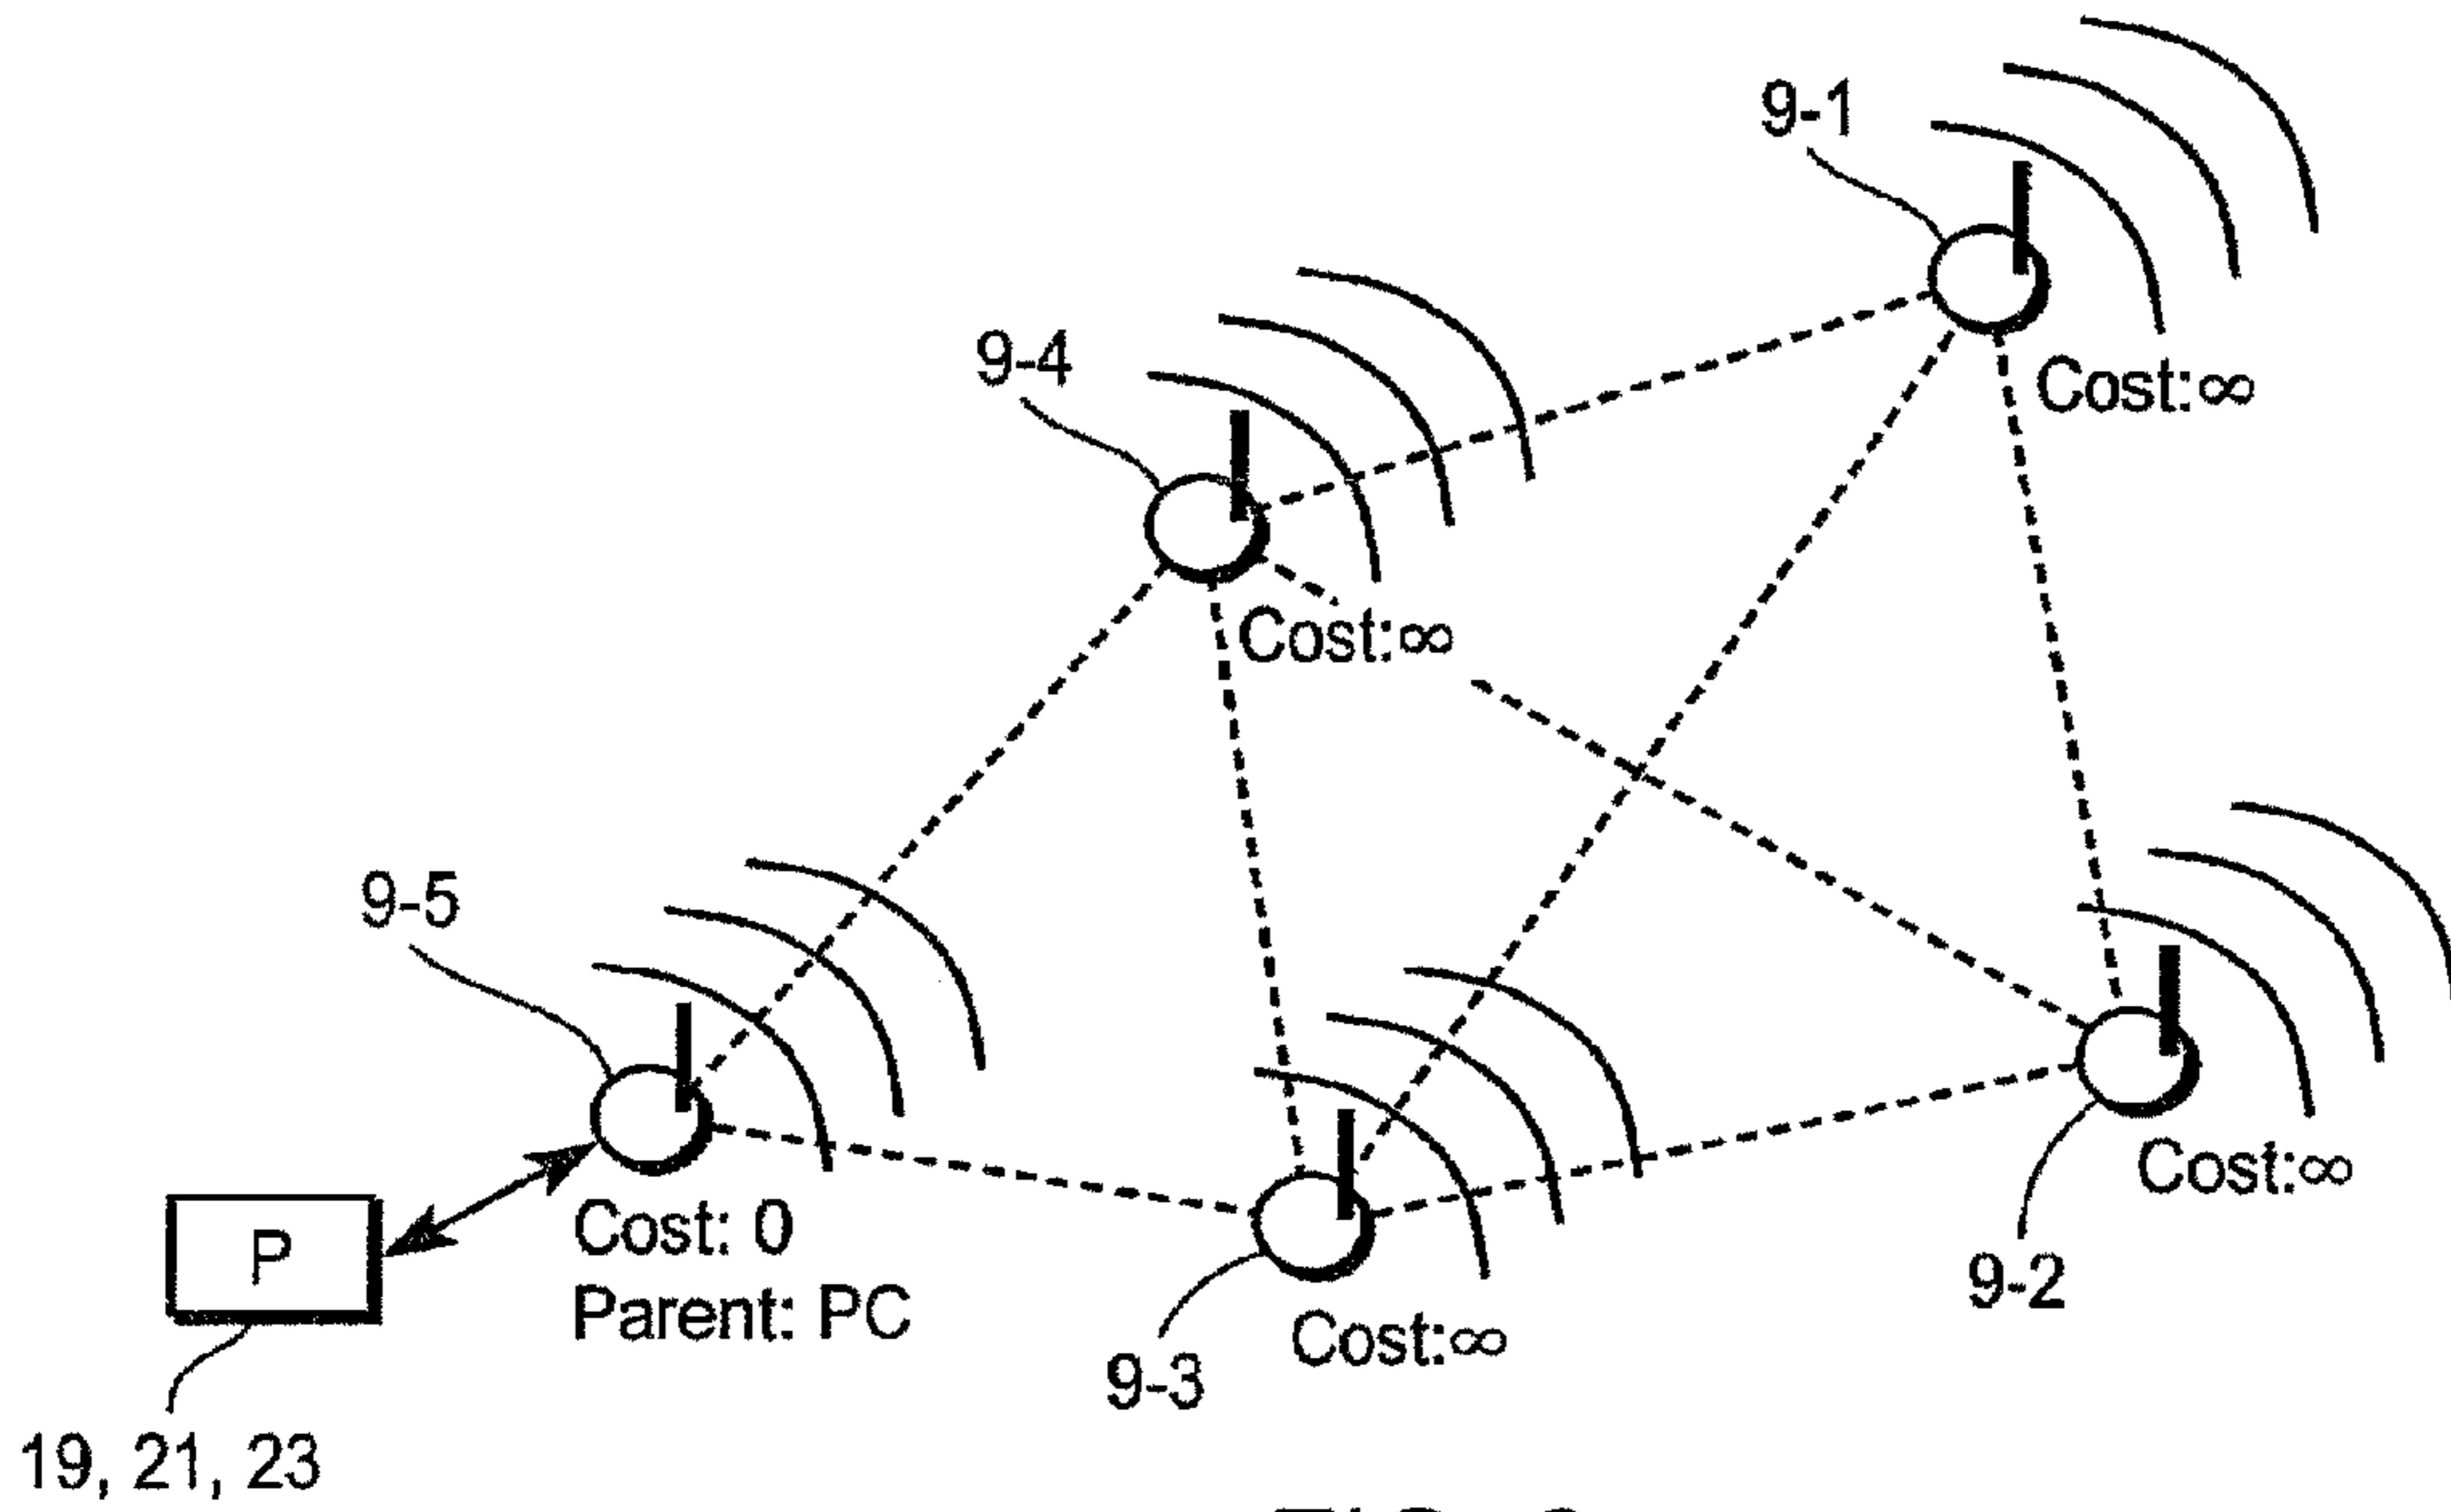 9-1
Cost:∞
9-4
Cost:∞
9-5
Cost: 0
Parent: PC
P
19, 21, 23
9-3
Cost:∞
9-2
Cost:∞